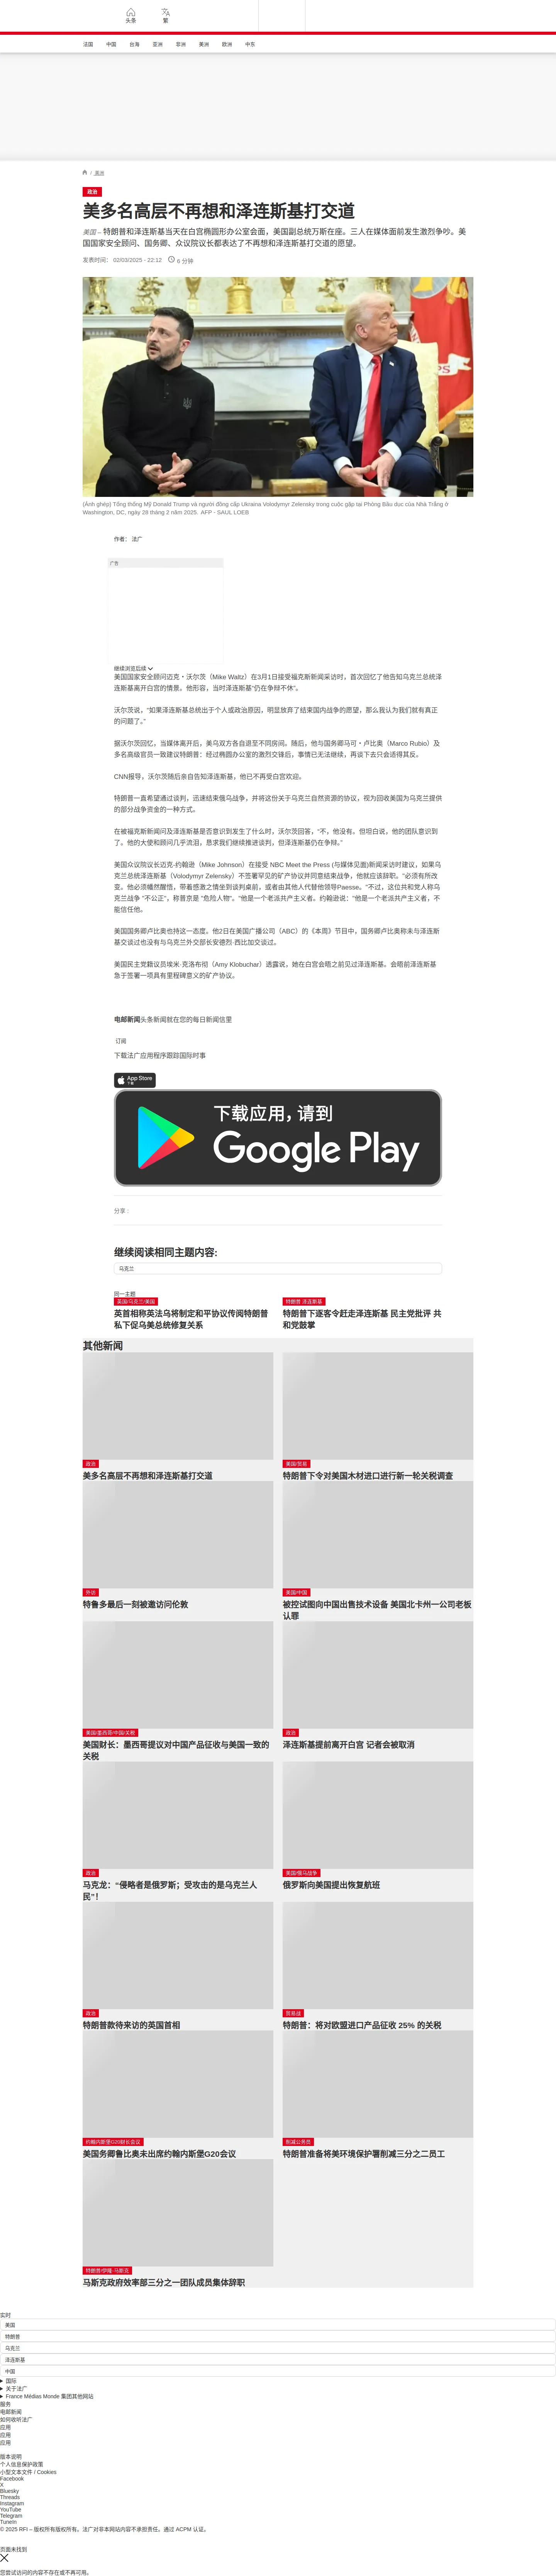 头条
繁
法国 中国 台海 亚洲 非洲 美洲 欧洲 中东
/ 美洲
政治
美多名高层不再想和泽连斯基打交道
美国 – 特朗普和泽连斯基当天在白宫椭圆形办公室会面，美国副总统万斯在座。三人在媒体面前发生激烈争吵。美
国国家安全顾问、国务卿、众议院议长都表达了不再想和泽连斯基打交道的愿望。
发表时间： 02/03/2025 - 22:12 6 分钟
(Ảnh ghép) Tổng thống Mỹ Donald Trump và người đồng cấp Ukraina Volodymyr Zelensky trong cuộc gặp tại Phòng Bầu dục của Nhà Trắng ở
Washington, DC, ngày 28 tháng 2 năm 2025. AFP - SAUL LOEB
作者： 法广
广告
继续浏览后续
美国国家安全顾问迈克・沃尔茨（Mike Waltz）在3月1日接受福克斯新闻采访时，首次回忆了他告知乌克兰总统泽
连斯基离开白宫的情景。他形容，当时泽连斯基“仍在争辩不休”。
沃尔茨说，“如果泽连斯基总统出于个人或政治原因，明显放弃了结束国内战争的愿望，那么我认为我们就有真正
的问题了。”
据沃尔茨回忆，当媒体离开后，美乌双方各自退至不同房间。随后，他与国务卿马可・卢比奥（Marco Rubio）及
多名高级官员一致建议特朗普：经过椭圆办公室的激烈交锋后，事情已无法继续，再谈下去只会适得其反。
CNN报导，沃尔茨随后亲自告知泽连斯基，他已不再受白宫欢迎。
特朗普一直希望通过谈判，迅速结束俄乌战争，并将这份关于乌克兰自然资源的协议，视为回收美国为乌克兰提供
的部分战争资金的一种方式。
在被福克斯新闻问及泽连斯基是否意识到发生了什么时，沃尔茨回答，“不，他没有。但坦白说，他的团队意识到
了。他的大使和顾问几乎流泪，恳求我们继续推进谈判，但泽连斯基仍在争辩。”
美国众议院议长迈克-约翰逊（Mike Johnson）在接受 NBC Meet the Press (与媒体见面)新闻采访时建议，如果乌
克兰总统泽连斯基（Volodymyr Zelensky）不签署罕见的矿产协议并同意结束战争，他就应该辞职。"必须有所改
变。他必须幡然醒悟，带着感激之情坐到谈判桌前，或者由其他人代替他领导Paesse。"不过，这位共和党人称乌
克兰战争 "不公正"，称普京是 "危险人物"。"他是一个老派共产主义者。约翰逊说："他是一个老派共产主义者，不
能信任他。
美国国务卿卢比奥也持这一态度。他2日在美国广播公司（ABC）的《本周》节目中，国务卿卢比奥称未与泽连斯
基交谈过也没有与乌克兰外交部长安德烈·西比加交谈过。
美国民主党籍议员埃米·克洛布彻（Amy Klobuchar）透露说，她在白宫会晤之前见过泽连斯基。会晤前泽连斯基
急于签署一项具有里程碑意义的矿产协议。
电邮新闻头条新闻就在您的每日新闻信里
订阅
下载法广应用程序跟踪国际时事
App Store
下载
下载应用，请到
Google Play
分享 :
继续阅读相同主题内容:
乌克兰
同一主题
英国/乌克兰/美国
英首相称英法乌将制定和平协议传阅特朗普
私下促乌美总统修复关系
特朗普 泽连斯基
特朗普下逐客令赶走泽连斯基 民主党批评 共
和党鼓掌
其他新闻
政治
美多名高层不再想和泽连斯基打交道
美国/贸易
特朗普下令对美国木材进口进行新一轮关税调查
外访
特鲁多最后一刻被邀访问伦敦
美国/中国
被控试图向中国出售技术设备 美国北卡州一公司老板
认罪
美国/墨西哥/中国/关税
美国财长：墨西哥提议对中国产品征收与美国一致的
关税
政治
泽连斯基提前离开白宫 记者会被取消
政治
马克龙：“侵略者是俄罗斯；受攻击的是乌克兰人
民”！
美国/俄乌战争
俄罗斯向美国提出恢复航班
政治
特朗普款待来访的英国首相
贸易战
特朗普：将对欧盟进口产品征收 25% 的关税
约翰内斯堡G20财长会议
美国务卿鲁比奥未出席约翰内斯堡G20会议
削减公务员
特朗普准备将美环境保护署削减三分之二员工
特朗普/伊隆·马斯克
马斯克政府效率部三分之一团队成员集体辞职
实时
美国
特朗普
乌克兰
泽连斯基
中国
国际
关于法广
France Médias Monde 集团其他网站
服务
电邮新闻
如何收听法广
应用
应用
应用
版本说明
个人信息保护政策
小型文本文件 / Cookies
Facebook
X
Bluesky
Threads
Instagram
YouTube
Telegram
TuneIn
© 2025 RFI – 版权所有版权所有。法广对非本网站内容不承担责任。通过 ACPM 认证。
页面未找到
您尝试访问的内容不存在或不再可用。